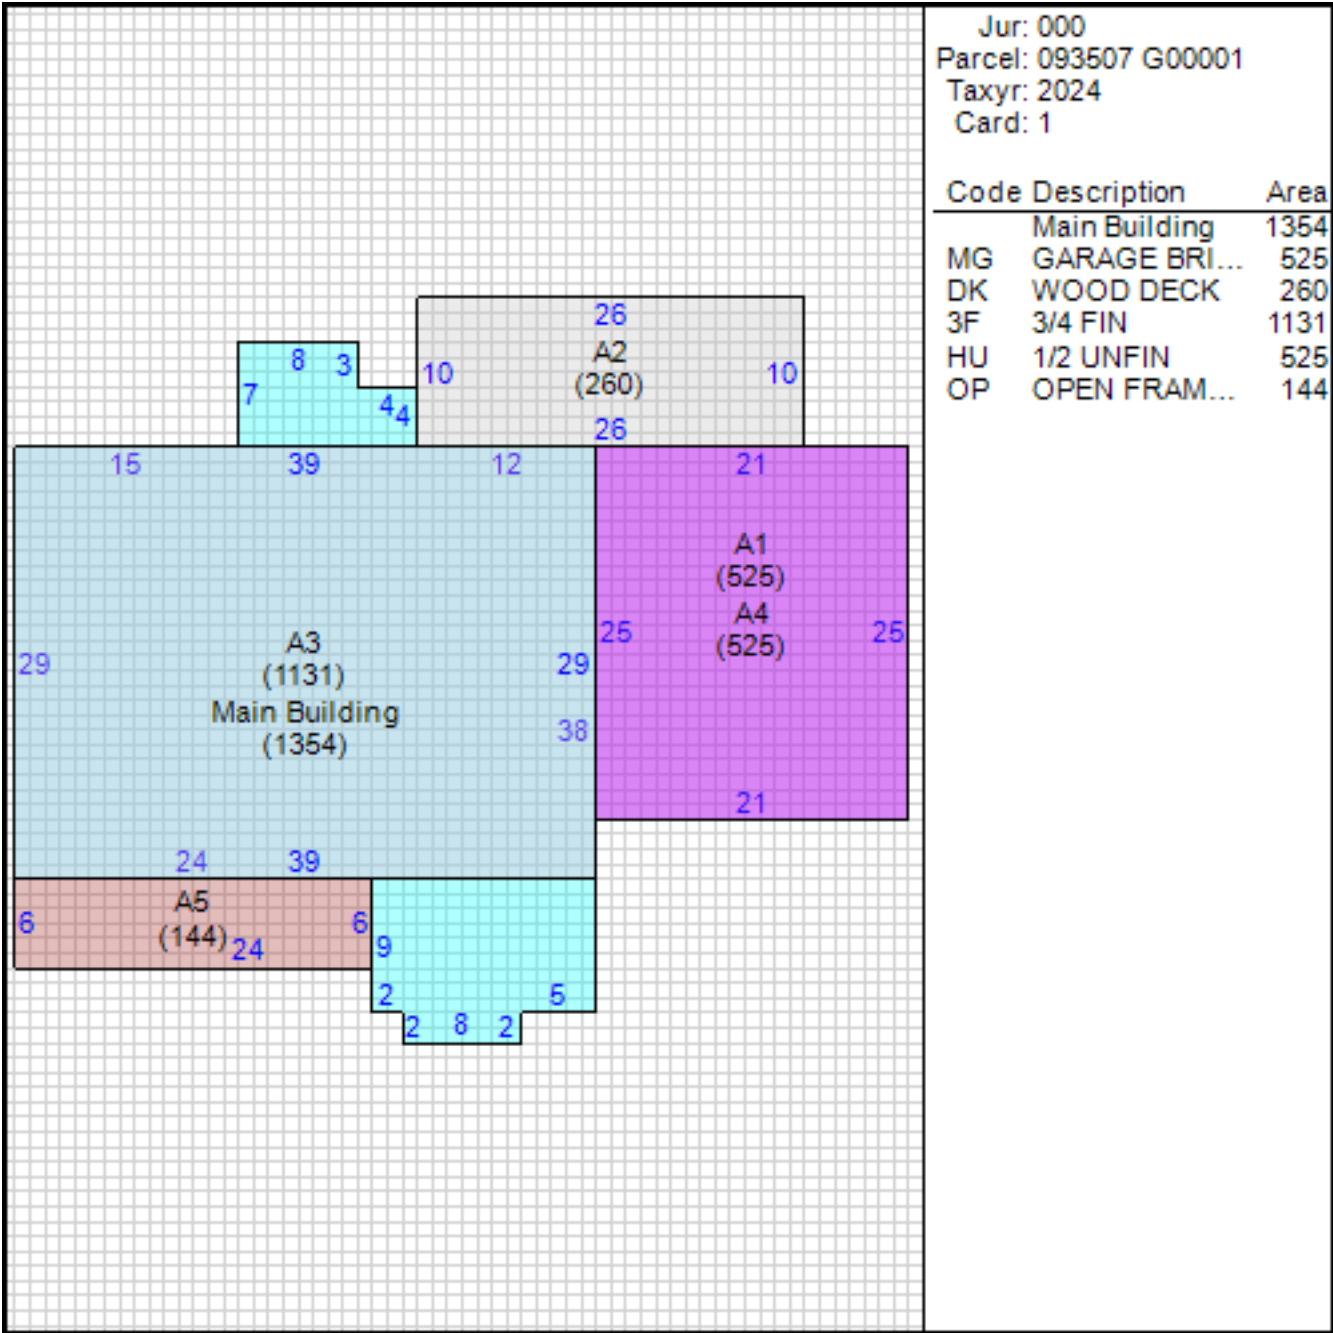 Jur: 000
Parcel: 093507 G00001
Taxyr: 2024
Card: 1
Code Description Area
Main Building 1354
MG GARAGE BRI... 525
DK WOOD DECK 260
3F 3/4 FIN 1131
HU 1/2 UNFIN 525
OP OPEN FRAM... 144
26
A2
(260)
10 10
26
8 3
7
4 4
15 39 12
21
A1
(525)
A4
(525)
25 25
21
A3
(1131)
Main Building
(1354)
29 29
38
24 39
A5
(144)
6 6
24
9
2 5
2 8 2